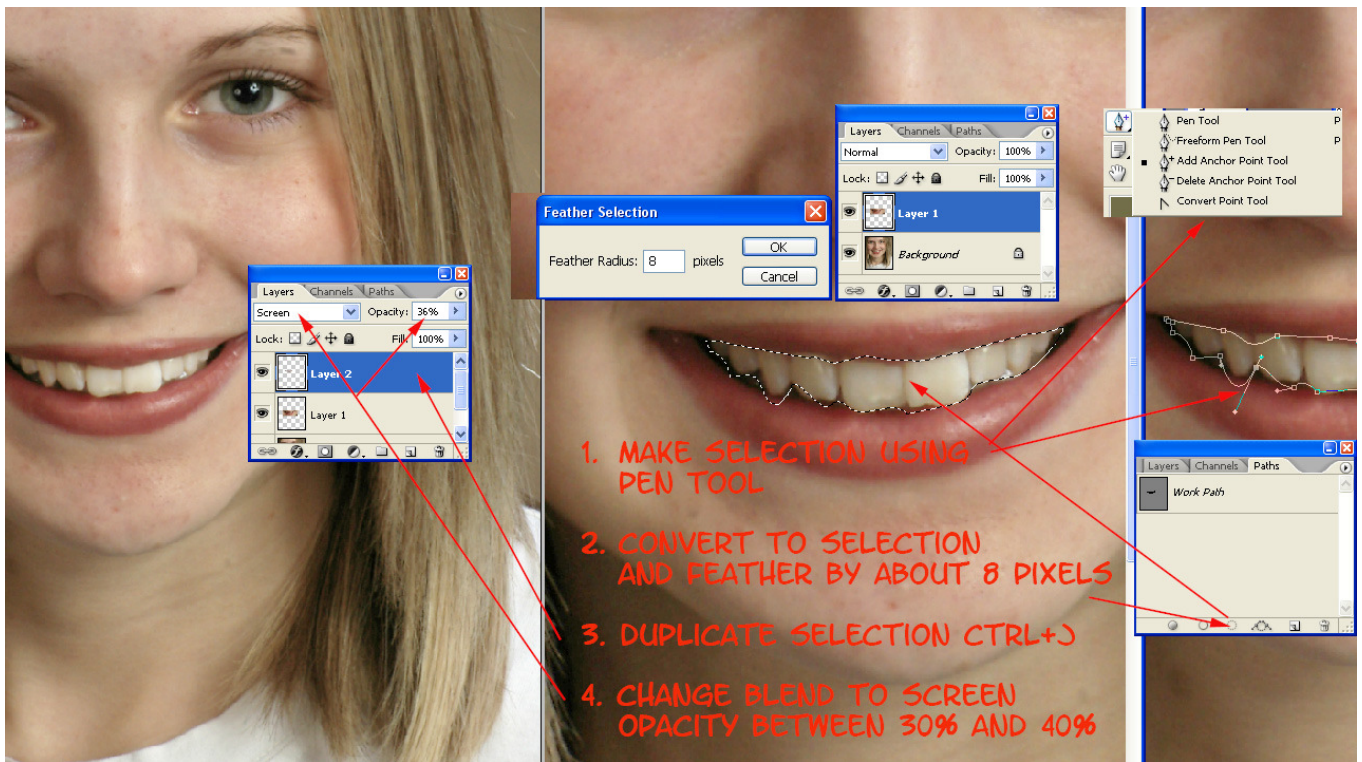 Layers Channels Paths
Screen Opacity: 36%
Lock: Fill: 100%
Layer 2
Layer 1
Feather Selection
Feather Radius: 8 pixels
OK
Cancel
Layers Channels Paths
Normal Opacity: 100%
Lock: Fill: 100%
Layer 1
Background
Pen Tool P
Freeform Pen Tool P
Add Anchor Point Tool
Delete Anchor Point Tool
Convert Point Tool
Layers Channels Paths
Work Path
1. MAKE SELECTION USING
PEN TOOL
2. CONVERT TO SELECTION
AND FEATHER BY ABOUT 8 PIXELS
3. DUPLICATE SELECTION CTRL+J
4. CHANGE BLEND TO SCREEN
OPACITY BETWEEN 30% AND 40%